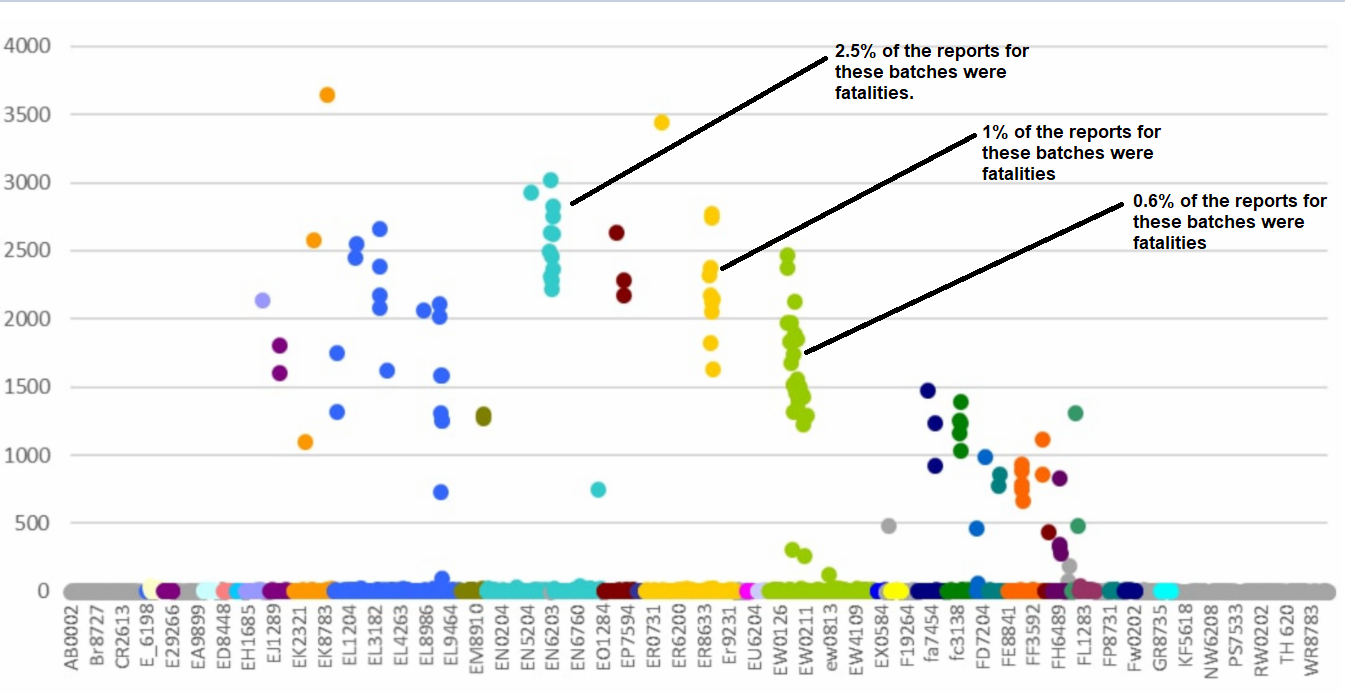 4000
3500
3000
2500
2000
1500
1000
500
0
2.5% of the reports for
these batches were
fatalities.
1% of the reports for
these batches were
fatalities
0.6% of the reports for
these batches were
fatalities
AB0002
Br8727
CR2613
E_6198
E29266
EA9899
ED8448
EH1685
EJ1289
EK2321
EK8783
EL1204
EL3182
EL4263
EL8986
EL9464
EM8910
EN0204
EN5204
EN6203
EN6760
EO1284
EP7594
ER0731
ER6200
ER8633
Er9231
EU6204
EW0126
EW0211
ew0813
EW4109
EX0584
F19264
fa7454
fc3138
FD7204
FE8841
FF3592
FH6489
FL1283
FP8731
Fw0202
GR8735
KF5618
NW6208
PS7533
RW0202
TH 620
WR8783